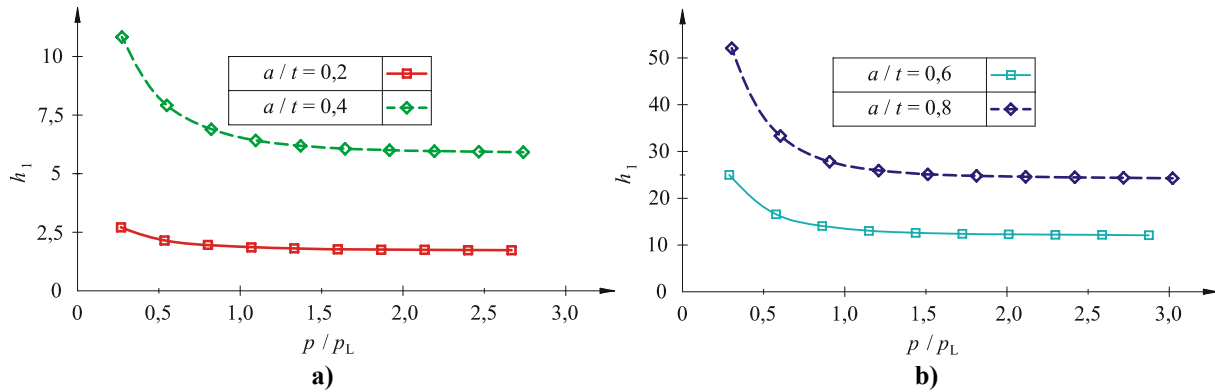 10
7,5
5
2,5
0
h₁
a / t = 0,2
a / t = 0,4
0 0,5 1,0 1,5 2,0 2,5 3,0
p / p_L
a)
50
40
30
20
10
0
h₁
a / t = 0,6
a / t = 0,8
0 0,5 1,0 1,5 2,0 2,5 3,0
p / p_L
b)